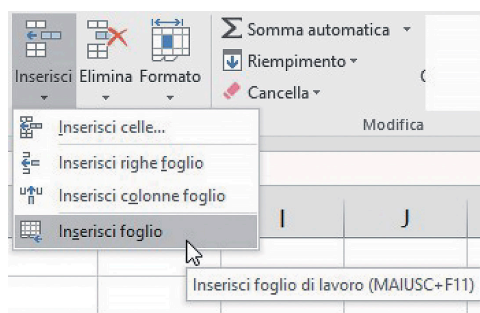 Somma automatica
Riempimento
Cancella
Inserisci Elimina Formato
Modifica
Inserisci celle...
Inserisci righe foglio
Inserisci colonne foglio
Inserisci foglio
I J
Inserisci foglio di lavoro (MAIUSC+F11)